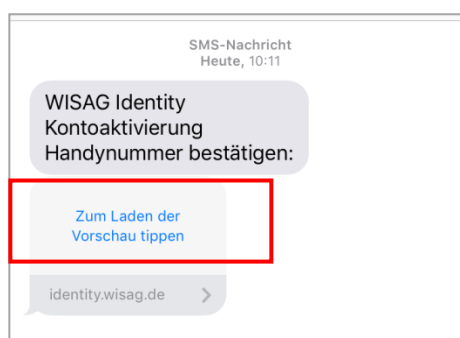 SMS-Nachricht
Heute, 10:11
WISAG Identity
Kontoaktivierung
Handynummer bestätigen:
Zum Laden der
Vorschau tippen
identity.wisag.de